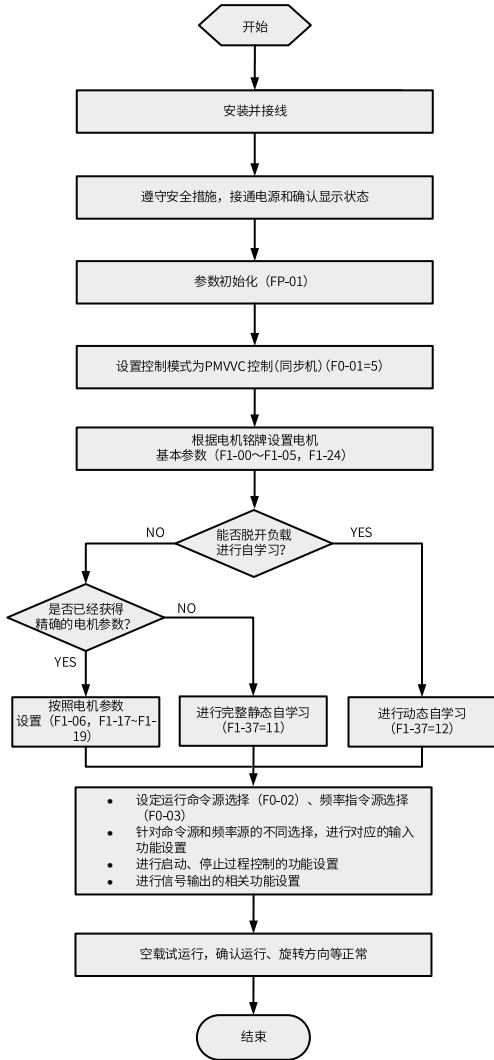 开始
安装并接线
遵守安全措施，接通电源和确认显示状态
参数初始化（FP-01）
设置控制模式为PMVVC控制(同步机)(F0-01=5)
根据电机铭牌设置电机
基本参数（F1-00～F1-05，F1-24）
能否脱开负载
进行自学习？
NO
YES
是否已经获得
精确的电机参数？
NO
YES
按照电机参数
设置（F1-06，F1-17~F1-
19）
进行完整静态自学习
（F1-37=11）
进行动态自学习
（F1-37=12）
• 设定运行命令源选择（F0-02）、频率指令源选择
（F0-03）
• 针对命令源和频率源的不同选择，进行对应的输入
功能设置
• 进行启动、停止过程控制的功能设置
• 进行信号输出的相关功能设置
空载试运行，确认运行、旋转方向等正常
结束